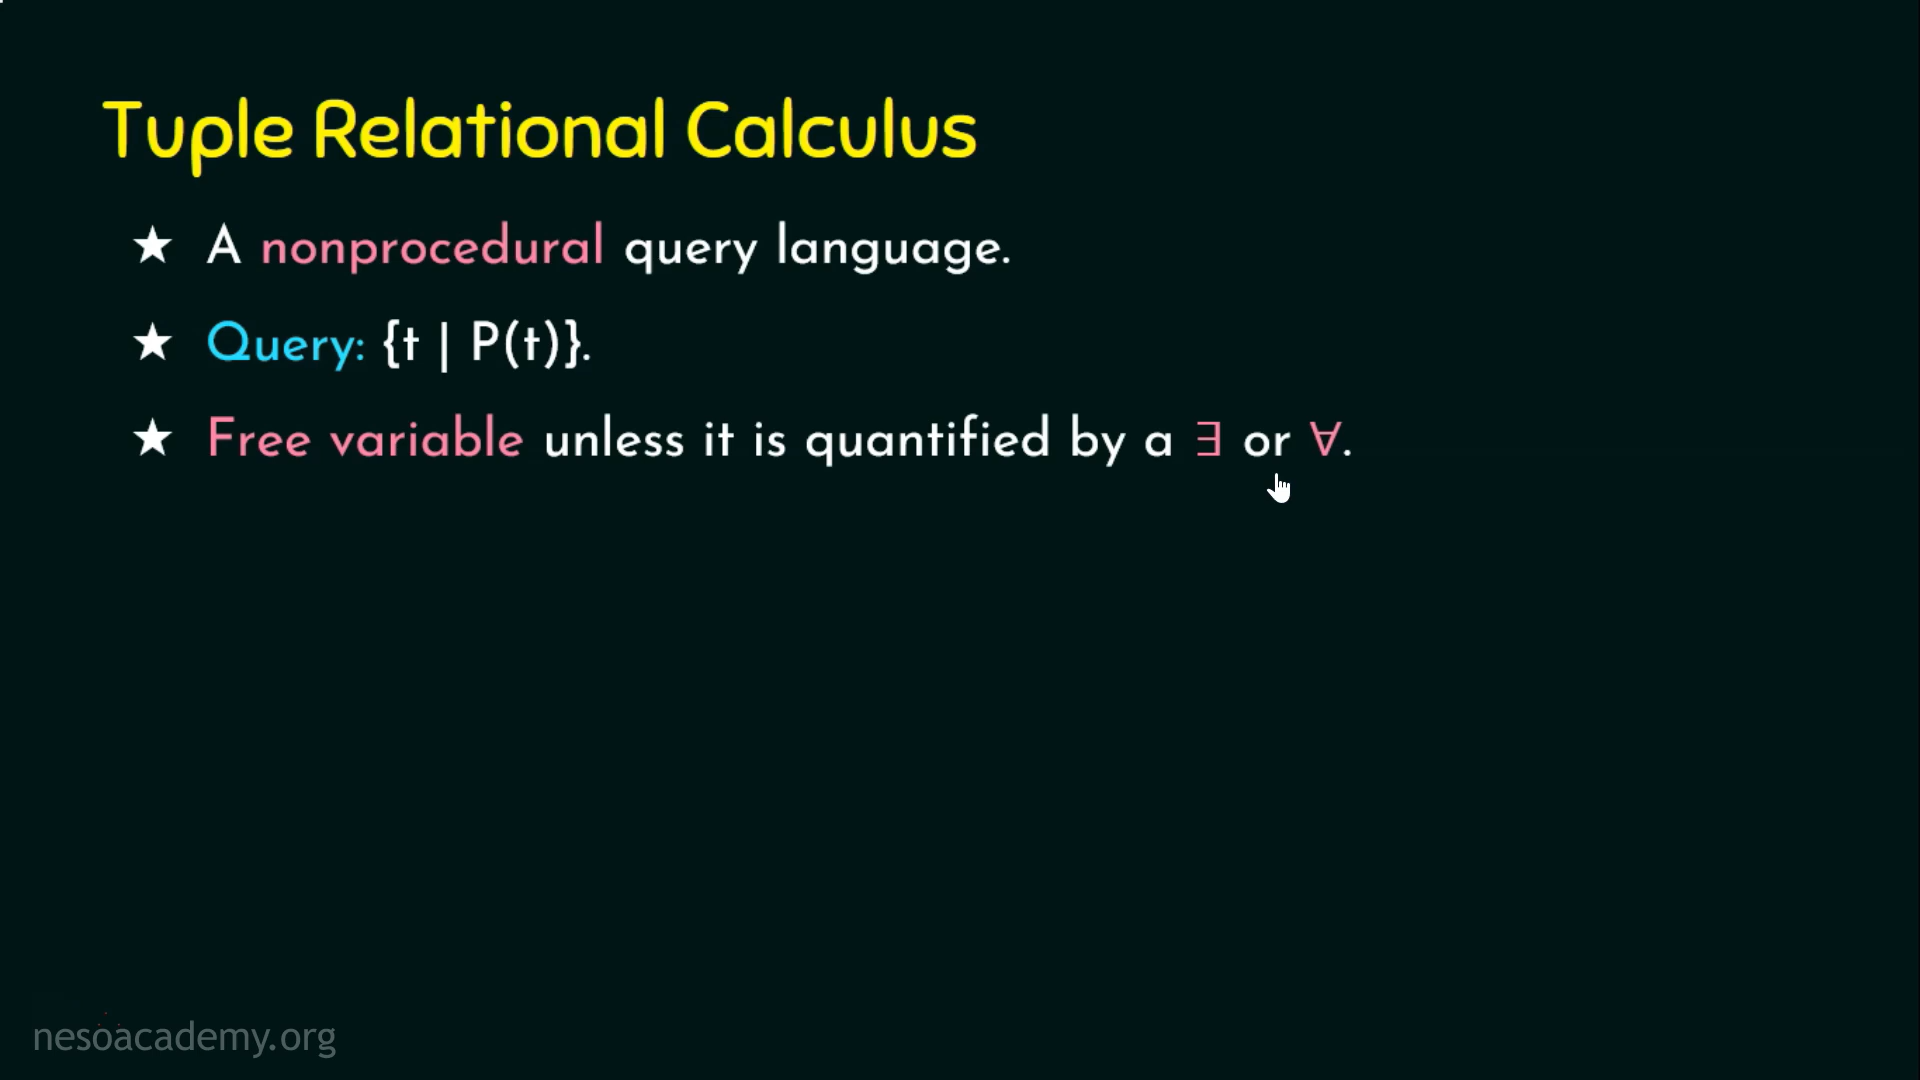 Tuple Relational Calculus
★ A nonprocedural query language.
★ Query: {t | P(t)}.
★ Free variable unless it is quantified by a ∃ or ∀.
nesoacademy.org